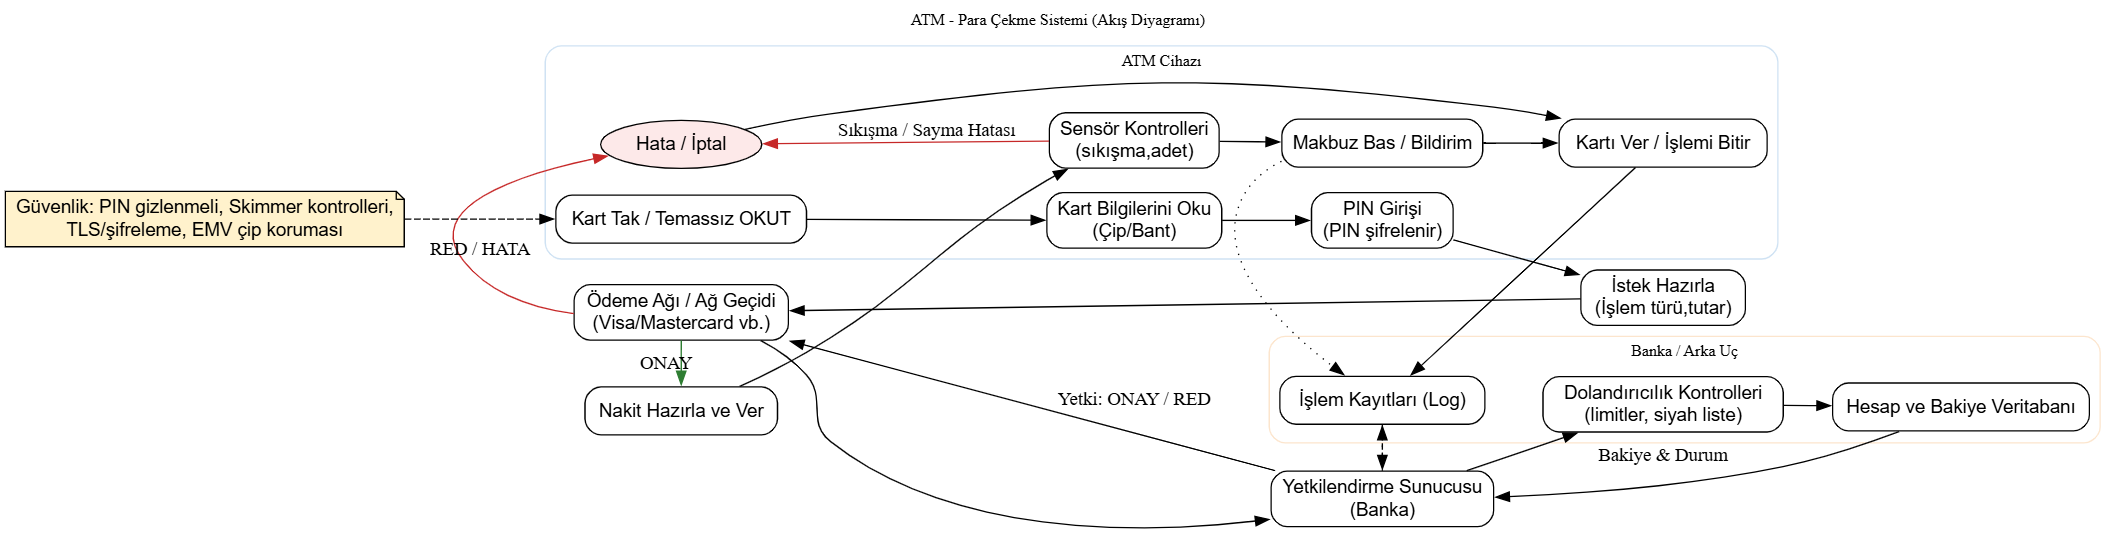 ATM - Para Çekme Sistemi (Akış Diyagramı)
ATM Cihazı
Hata / İptal
Sıkışma / Sayma Hatası
Sensör Kontrolleri
(sıkışma,adet)
Makbuz Bas / Bildirim
Kartı Ver / İşlemi Bitir
Güvenlik: PIN gizlenmeli, Skimmer kontrolleri,
TLS/şifreleme, EMV çip koruması
Kart Tak / Temassız OKUT
Kart Bilgilerini Oku
(Çip/Bant)
PIN Girişi
(PIN şifrelenir)
RED / HATA
Ödeme Ağı / Ağ Geçidi
(Visa/Mastercard vb.)
İstek Hazırla
(İşlem türü,tutar)
ONAY
Nakit Hazırla ve Ver
Yetki: ONAY / RED
Banka / Arka Uç
İşlem Kayıtları (Log)
Dolandırıcılık Kontrolleri
(limitler, siyah liste)
Hesap ve Bakiye Veritabanı
Bakiye & Durum
Yetkilendirme Sunucusu
(Banka)